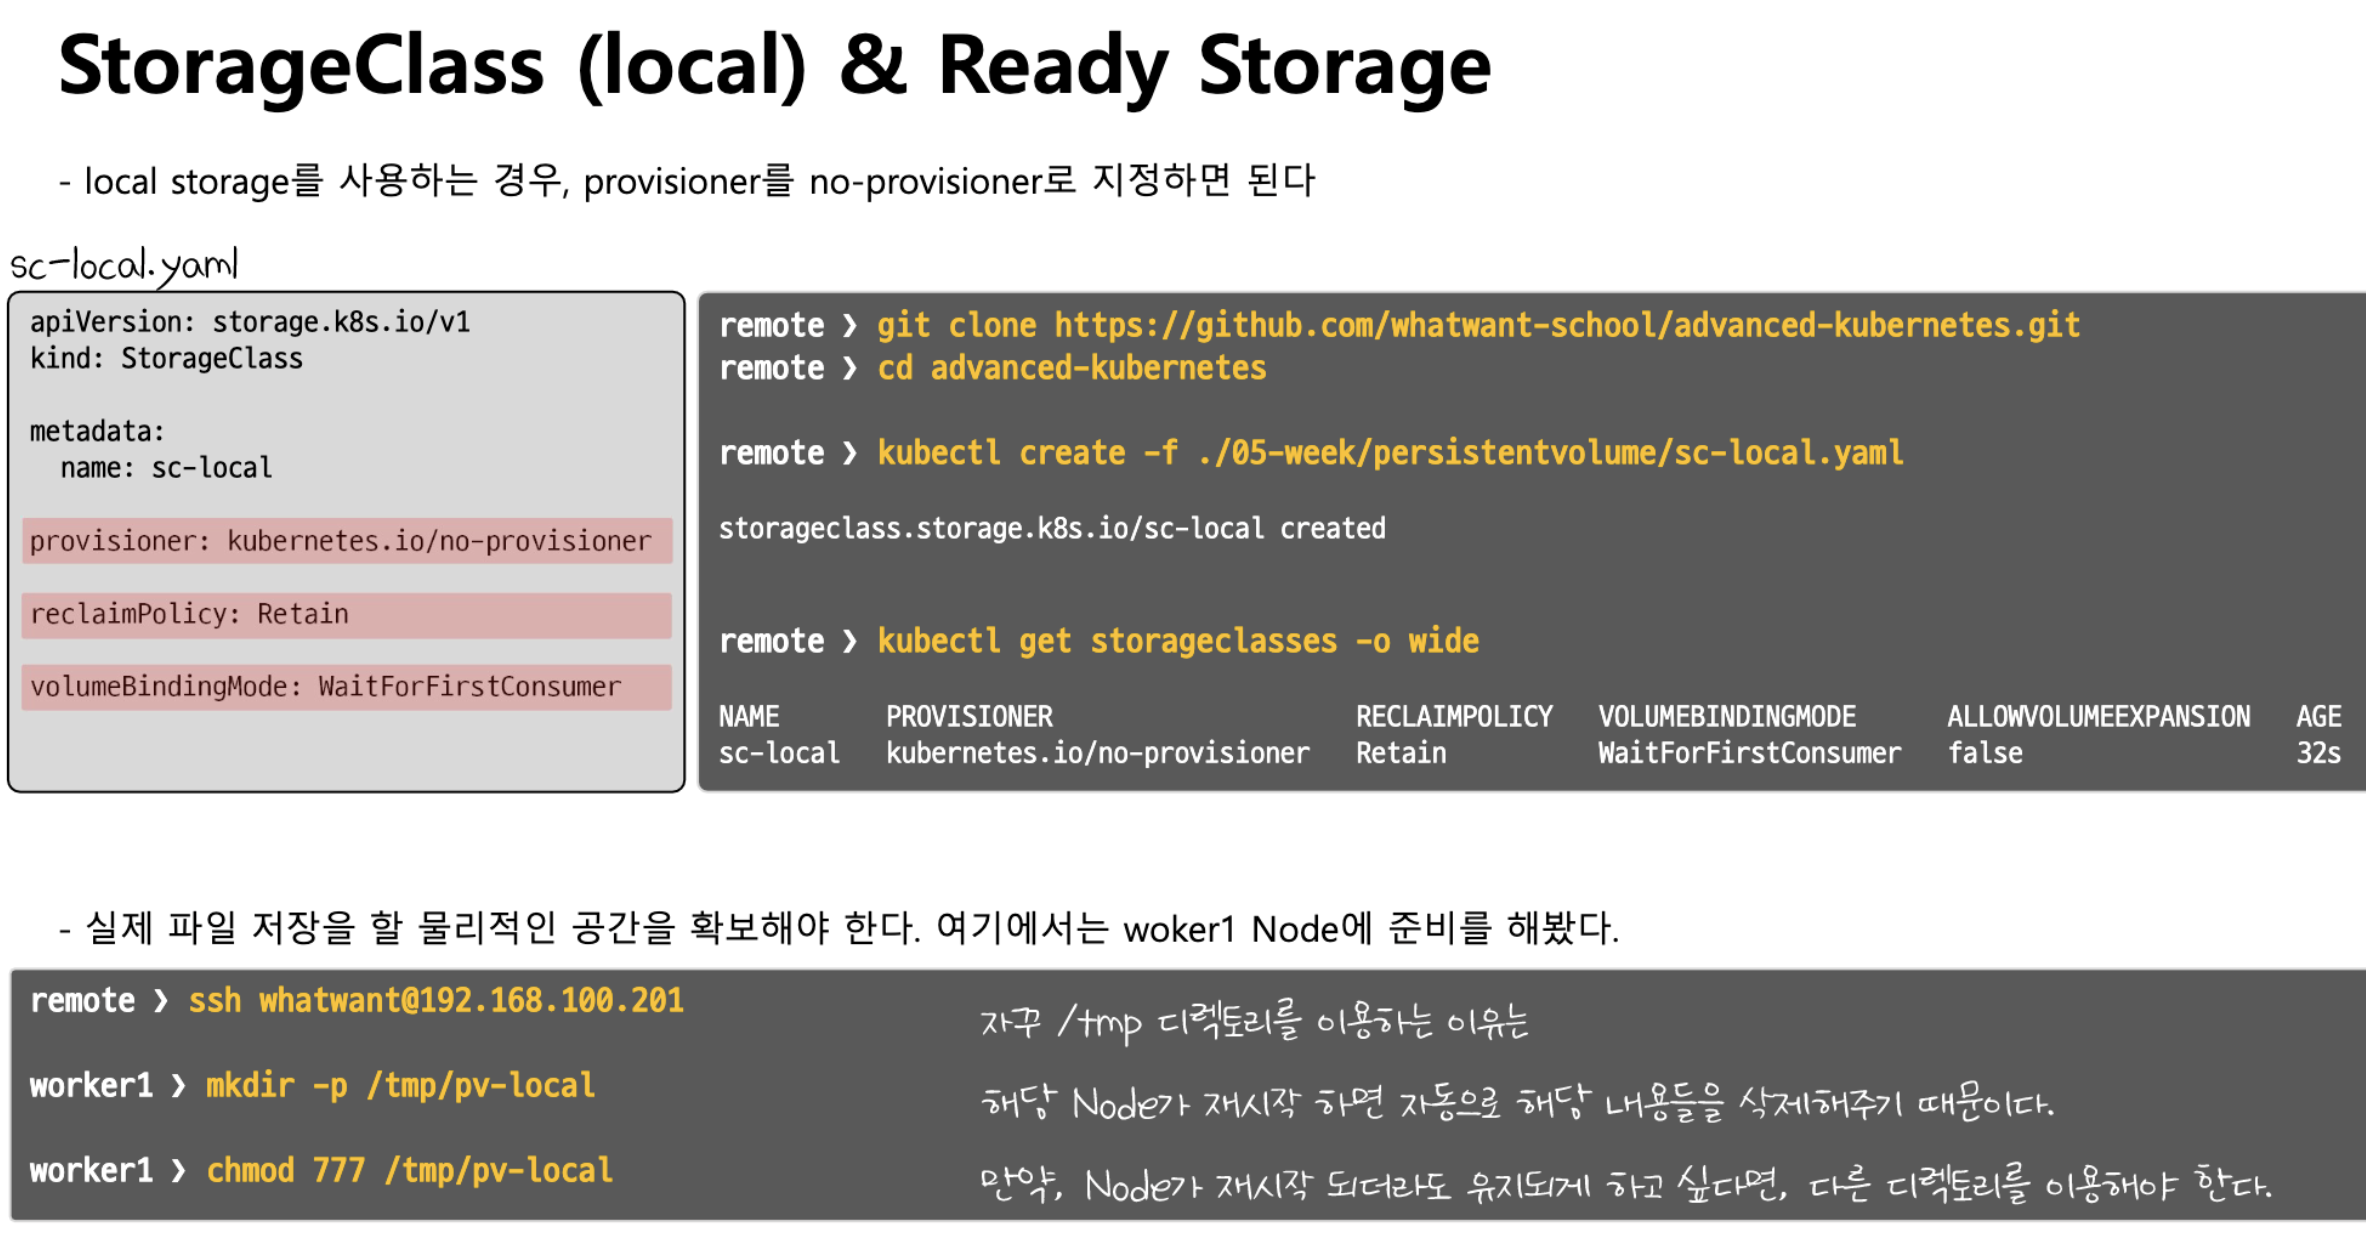 StorageClass (local) & Ready Storage
- local storage를 사용하는 경우, provisioner를 no-provisioner로 지정하면 된다
sc-local.yaml
apiVersion: storage.k8s.io/v1
kind: StorageClass
metadata:
  name: sc-local
provisioner: kubernetes.io/no-provisioner
reclaimPolicy: Retain
volumeBindingMode: WaitForFirstConsumer
remote ❯ git clone https://github.com/whatwant-school/advanced-kubernetes.git
remote ❯ cd advanced-kubernetes
remote ❯ kubectl create -f ./05-week/persistentvolume/sc-local.yaml
storageclass.storage.k8s.io/sc-local created
remote ❯ kubectl get storageclasses -o wide
NAME PROVISIONER RECLAIMPOLICY VOLUMEBINDINGMODE ALLOWVOLUMEEXPANSION AGE
sc-local kubernetes.io/no-provisioner Retain WaitForFirstConsumer false 32s
- 실제 파일 저장을 할 물리적인 공간을 확보해야 한다. 여기에서는 woker1 Node에 준비를 해봤다.
remote ❯ ssh whatwant@192.168.100.201
worker1 ❯ mkdir -p /tmp/pv-local
worker1 ❯ chmod 777 /tmp/pv-local
자꾸 /tmp 디렉토리를 이용하는 이유는
해당 Node가 재시작 하면 자동으로 해당 내용들을 삭제해주기 때문이다.
만약, Node가 재시작 되더라도 유지되게 하고 싶다면, 다른 디렉토리를 이용해야 한다.